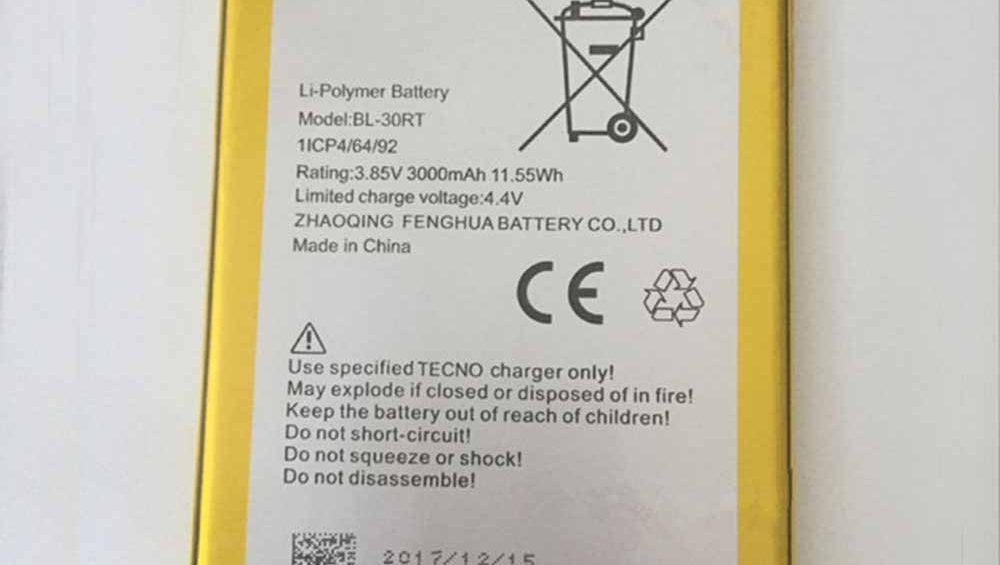 Li-Polymer Battery
Model:BL-30RT
1ICP4/64/92
Rating:3.85V 3000mAh 11.55Wh
Limited charge voltage:4.4V
ZHAOQING FENGHUA BATTERY CO.,LTD
Made in China
CE
Use specified TECNO charger only!
May explode if closed or disposed of in fire!
Keep the battery out of reach of children!
Do not short-circuit!
Do not squeeze or shock!
Do not disassemble!
2017/12/15